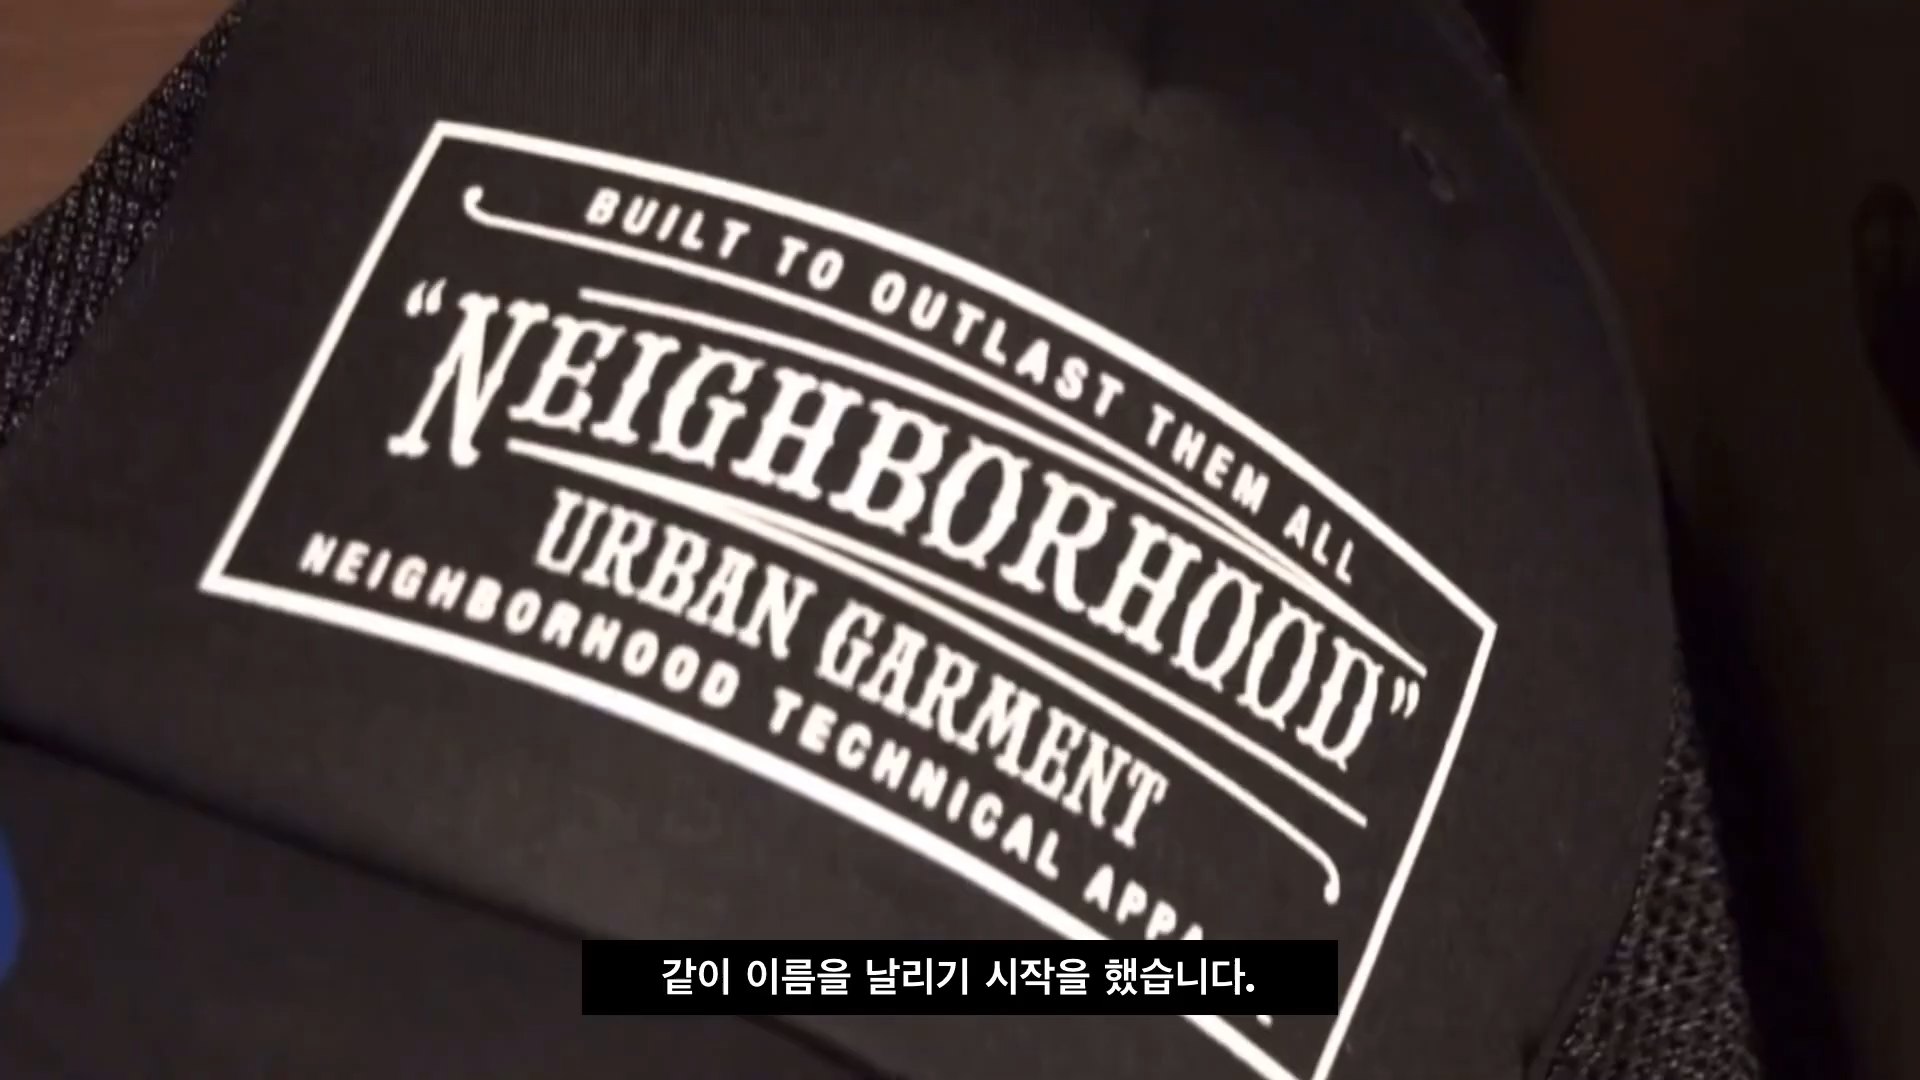 BUILT TO OUTLAST THEM ALL
“NEIGHBORHOOD”
URBAN GARMENT
NEIGHBORHOOD TECHNICAL
같이 이름을 날리기 시작을 했습니다.